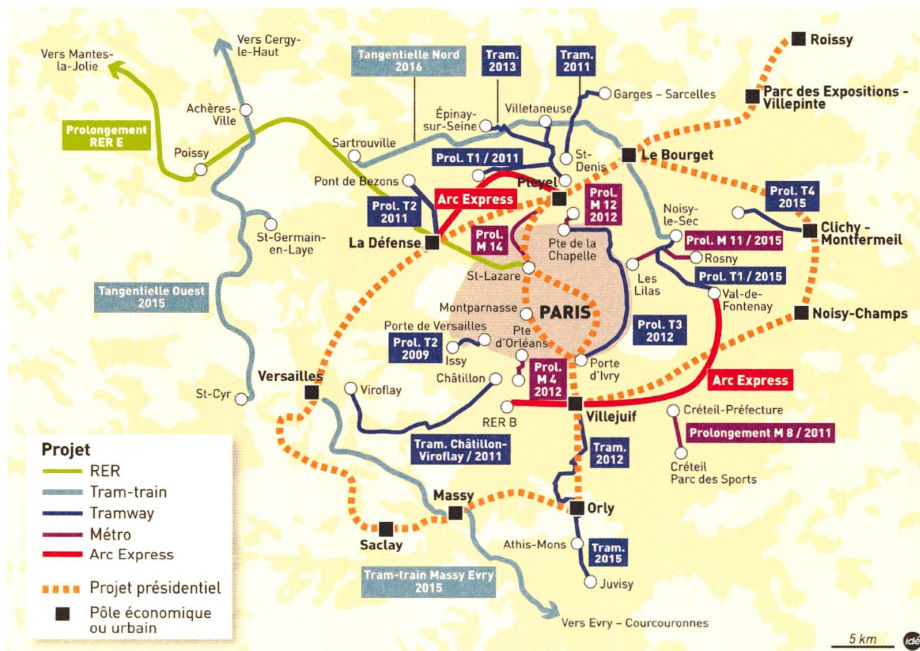 Vers Mantes-
la-Jolie
Vers Cergy-
le-Haut
Tangentielle Nord
2016
Tram.
2013
Tram.
2011
Roissy
Achères-
Ville
Épinay-
sur-Seine
Villetaneuse
Garges – Sarcelles
Parc des Expositions –
Villepinte
Prolongement
RER E
Poissy
Sartrouville
Prol. T1 / 2011
St-
Denis
Le Bourget
Pont de Bezons
Pleyel
Prol. T2
2011
Arc Express
Prol.
M 12
2012
Prol. T4
2015
Noisy-
le-Sec
St-Germain-
en-Laye
La Défense
Prol.
M 14
Pte de la
Chapelle
Prol. M 11 / 2015
Clichy –
Montfermeil
St-Lazare
Les
Lilas
Rosny
Prol. T1 / 2015
Tangentielle Ouest
2015
Montparnasse
PARIS
Val-de-
Fontenay
Noisy-Champs
Porte de Versailles
Prol. T2
2009
Issy
Pte
d'Orléans
Prol. T3
2012
Châtillon
Prol.
M 4
2012
Porte
d'Ivry
Versailles
Viroflay
St-Cyr
Arc Express
RER B
Villejuif
Créteil-Préfecture
Prolongement M 8 / 2011
Créteil
Parc des Sports
Tram. Châtillon-
Viroflay / 2011
Tram.
2012
Massy
Orly
Saclay
Athis-Mons
Tram.
2015
Juvisy
Tram-train Massy Evry
2015
Vers Evry – Courcouronnes
Projet
RER
Tram-train
Tramway
Métro
Arc Express
Projet présidentiel
Pôle économique
ou urbain
5 km
idé